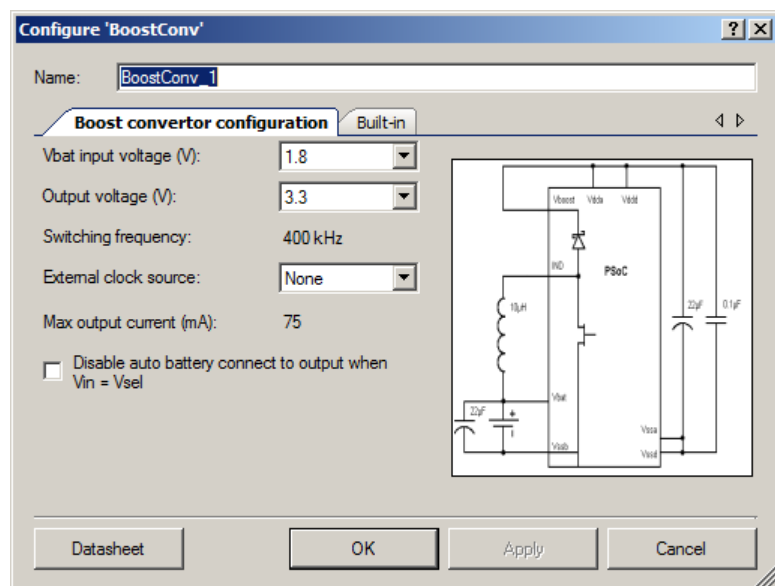 Configure 'BoostConv'
Name: BoostConv_1
Boost convertor configuration Built-in
Vbat input voltage (V): 1.8
Output voltage (V): 3.3
Switching frequency: 400 kHz
External clock source: None
Max output current (mA): 75
Disable auto battery connect to output when
Vin = Vsel
Vboost Vdda Vddd
IND
PSoC
10µH
22µF
0.1µF
Vbat
22µF
Vssb
Vssa
Vssd
Datasheet OK Apply Cancel